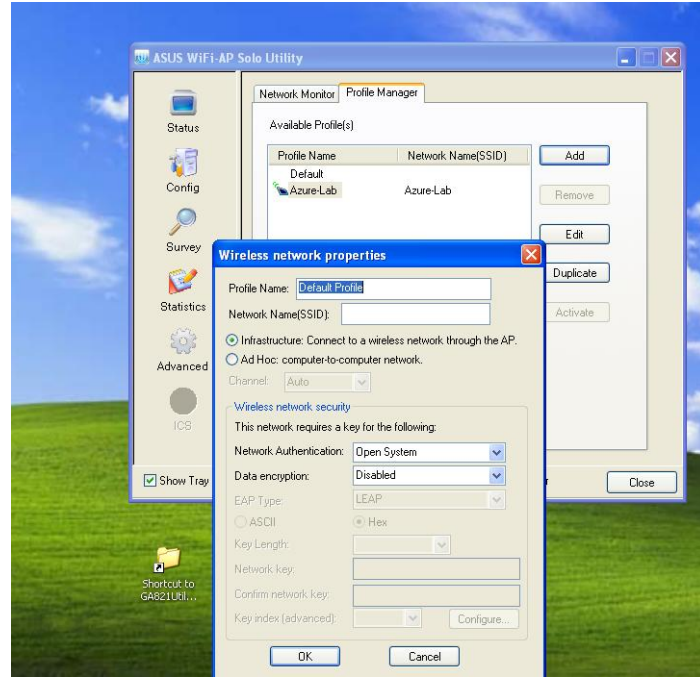 ASUS WiFi-AP Solo Utility
Network Monitor Profile Manager
Status
Config
Survey
Statistics
Advanced
ICS
Available Profile(s)
Profile Name Network Name(SSID)
Default
Azure-Lab Azure-Lab
Add
Remove
Edit
Duplicate
Activate
Show Tray
Close
Wireless network properties
Profile Name: Default Profile
Network Name(SSID):
Infrastructure: Connect to a wireless network through the AP.
Ad Hoc: computer-to-computer network.
Channel: Auto
Wireless network security
This network requires a key for the following:
Network Authentication: Open System
Data encryption: Disabled
EAP Type: LEAP
ASCII Hex
Key Length:
Network key:
Confirm network key:
Key index (advanced): Configure...
OK Cancel
Shortcut to
GA821Util...